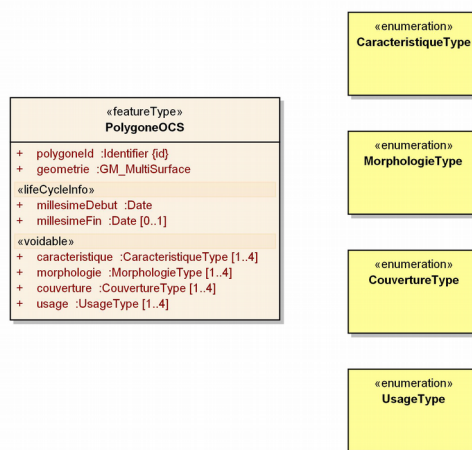 «featureType»
PolygoneOCS
+ polygoneId :Identifier {id}
+ geometrie :GM_MultiSurface
«lifeCycleInfo»
+ millesimeDebut :Date
+ millesimeFin :Date [0..1]
«voidable»
+ caracteristique :CaracteristiqueType [1..4]
+ morphologie :MorphologieType [1..4]
+ couverture :CouvertureType [1..4]
+ usage :UsageType [1..4]
«enumeration»
CaracteristiqueType
«enumeration»
MorphologieType
«enumeration»
CouvertureType
«enumeration»
UsageType